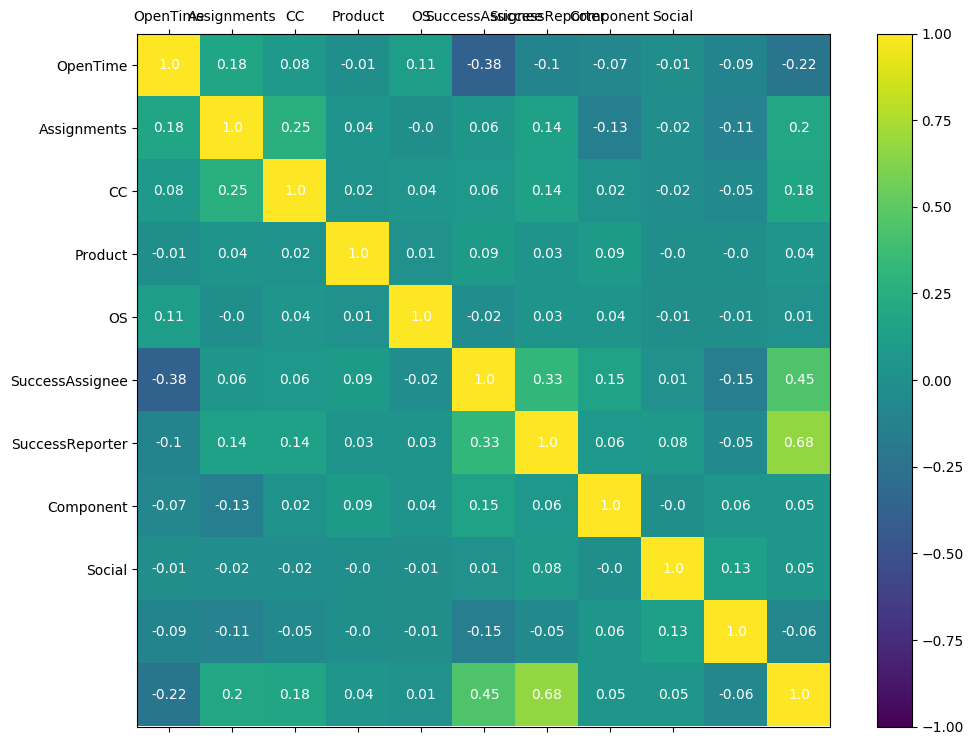 OpenTime Assignments CC Product OS SuccessAssignee SuccessReporter Component Social
OpenTime 1.0 0.18 0.08 -0.01 0.11 -0.38 -0.1 -0.07 -0.01 -0.09 -0.22
Assignments 0.18 1.0 0.25 0.04 -0.0 0.06 0.14 -0.13 -0.02 -0.11 0.2
CC 0.08 0.25 1.0 0.02 0.04 0.06 0.14 0.02 -0.02 -0.05 0.18
Product -0.01 0.04 0.02 1.0 0.01 0.09 0.03 0.09 -0.0 -0.0 0.04
OS 0.11 -0.0 0.04 0.01 1.0 -0.02 0.03 0.04 -0.01 -0.01 0.01
SuccessAssignee -0.38 0.06 0.06 0.09 -0.02 1.0 0.33 0.15 0.01 -0.15 0.45
SuccessReporter -0.1 0.14 0.14 0.03 0.03 0.33 1.0 0.06 0.08 -0.05 0.68
Component -0.07 -0.13 0.02 0.09 0.04 0.15 0.06 1.0 -0.0 0.06 0.05
Social -0.01 -0.02 -0.02 -0.0 -0.01 0.01 0.08 -0.0 1.0 0.13 0.05
-0.09 -0.11 -0.05 -0.0 -0.01 -0.15 -0.05 0.06 0.13 1.0 -0.06
-0.22 0.2 0.18 0.04 0.01 0.45 0.68 0.05 0.05 -0.06 1.0
1.00
0.75
0.50
0.25
0.00
−0.25
−0.50
−0.75
−1.00